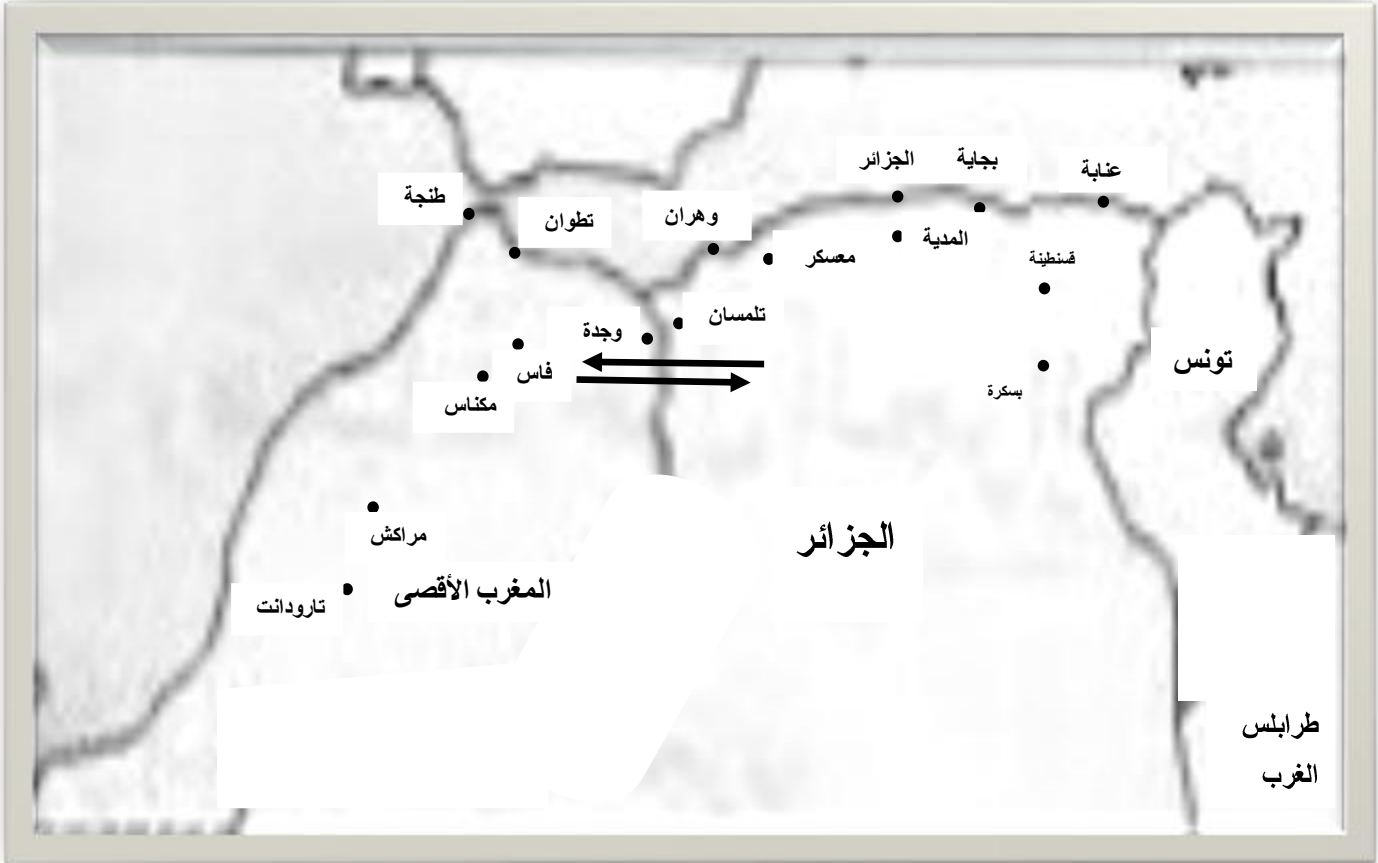 الجزائر
بجاية
عنابة
طنجة
تطوان
وهران
المدية
معسكر
قسنطينة
تلمسان
وجدة
تونس
فاس
مكناس
بسكرة
مراكش
الجزائر
المغرب الأقصى
تارودانت
طرابلس
الغرب